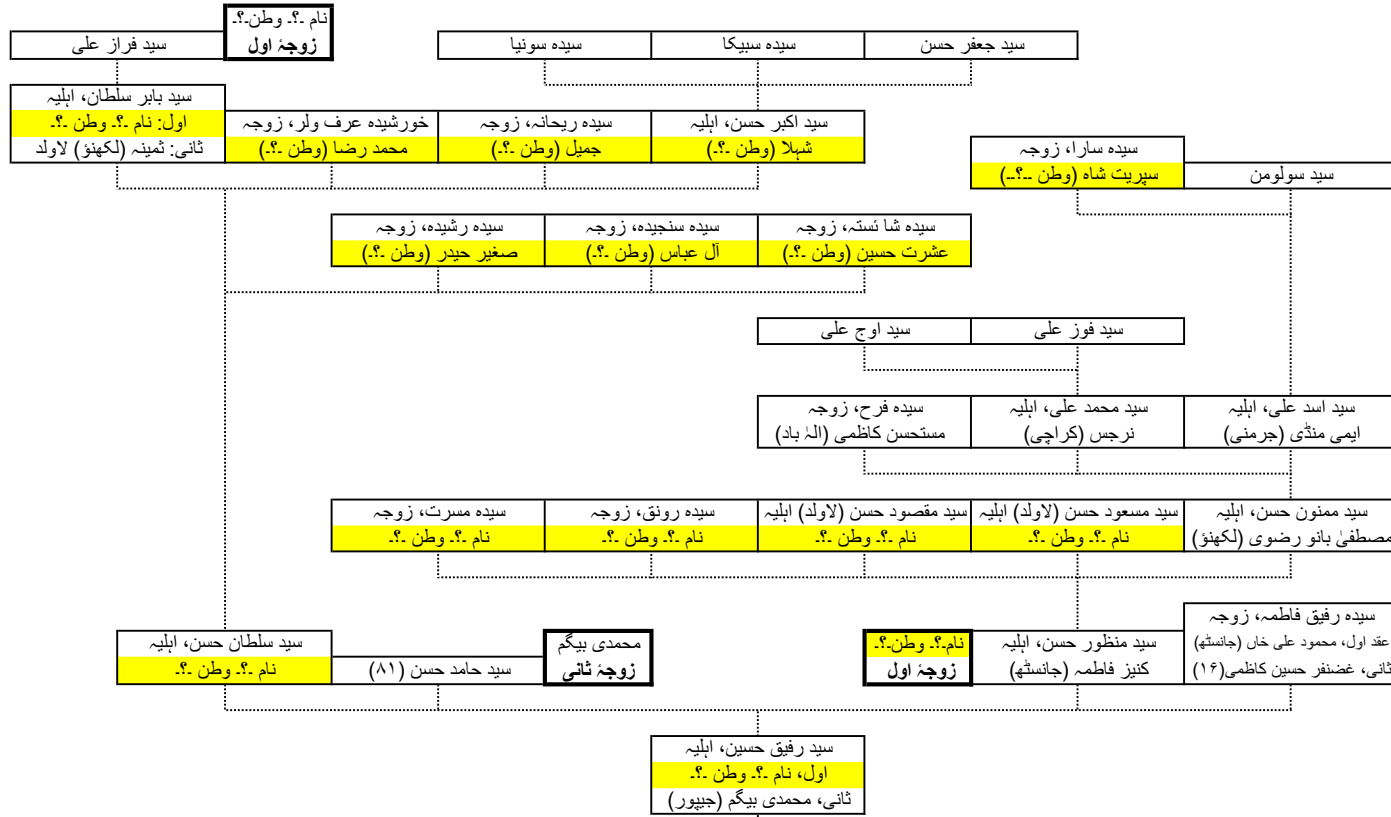 نام ۔؟۔ وطن۔؟۔
زوجۂ اول
سید جعفر حسن
سیدہ سبیکا
سیدہ سونیا
سید فراز علی
سید بابر سلطان، اہلیہ
اول: نام ۔؟۔ وطن ۔؟۔
ثانی: ثمینہ (لکھنؤ) لاولد
خورشیدہ عرف ولر، زوجہ
محمد رضا (وطن ۔؟۔)
سیدہ ریحانہ، زوجہ
جمیل (وطن ۔؟۔)
سید اکبر حسن، اہلیہ
شہلا (وطن ۔؟۔)
سیدہ سارا، زوجہ
سپریت شاہ (وطن ۔۔؟۔۔)
سید سولومن
سیدہ شا ئستہ، زوجہ
عشرت حسین (وطن ۔؟۔)
سیدہ سنجیدہ، زوجہ
آل عباس (وطن ۔؟۔)
سیدہ رشیدہ، زوجہ
صغیر حیدر (وطن ۔؟۔)
سید فوز علی
سید اوج علی
سید اسد علی، اہلیہ
ایمی منڈی (جرمنی)
سید محمد علی، اہلیہ
نرجس (کراچی)
سیدہ فرح، زوجہ
مستحسن کاظمی (الہٰ باد)
سید ممنون حسن، اہلیہ
مصطفیٰ بانو رضوی (لکھنؤ)
سید مسعود حسن (لاولد) اہلیہ
نام ۔؟۔ وطن ۔؟۔
سید مقصود حسن (لاولد) اہلیہ
نام ۔؟۔ وطن ۔؟۔
سیدہ رونق، زوجہ
نام ۔؟۔ وطن ۔؟۔
سیدہ مسرت، زوجہ
نام ۔؟۔ وطن ۔؟۔
سیدہ رفیق فاطمہ، زوجہ
عقد اول، محمود علی خاں (جانسٹھ)
ثانی، غضنفر حسین کاظمی(۱۶)
سید منظور حسن، اہلیہ
کنیز فاطمہ (جانسٹھ)
نام۔؟۔ وطن۔؟۔
زوجۂ اول
محمدی بیگم
زوجۂ ثانی
سید حامد حسن (۸۱)
سید سلطان حسن، اہلیہ
نام ۔؟۔ وطن ۔؟۔
سید رفیق حسین، اہلیہ
اول، نام ۔؟۔ وطن ۔؟۔
ثانی، محمدی بیگم (جیپور)